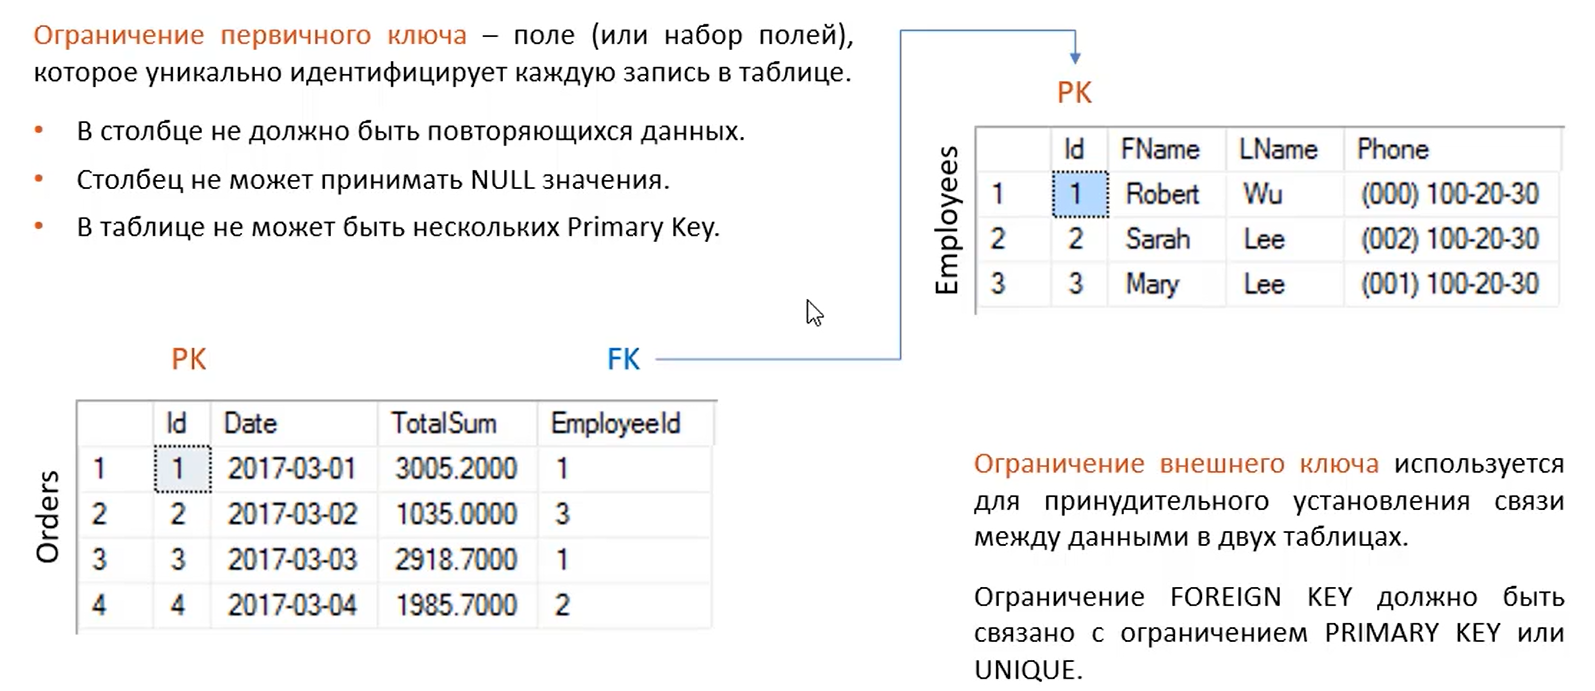 Ограничение первичного ключа – поле (или набор полей),
которое уникально идентифицирует каждую запись в таблице.
• В столбце не должно быть повторяющихся данных.
• Столбец не может принимать NULL значения.
• В таблице не может быть нескольких Primary Key.
PK
Employees
Id FName LName Phone
1 1 Robert Wu (000) 100-20-30
2 2 Sarah Lee (002) 100-20-30
3 3 Mary Lee (001) 100-20-30
PK FK
Orders
Id Date TotalSum EmployeeId
1 1 2017-03-01 3005.2000 1
2 2 2017-03-02 1035.0000 3
3 3 2017-03-03 2918.7000 1
4 4 2017-03-04 1985.7000 2
Ограничение внешнего ключа используется
для принудительного установления связи
между данными в двух таблицах.
Ограничение FOREIGN KEY должно быть
связано с ограничением PRIMARY KEY или
UNIQUE.